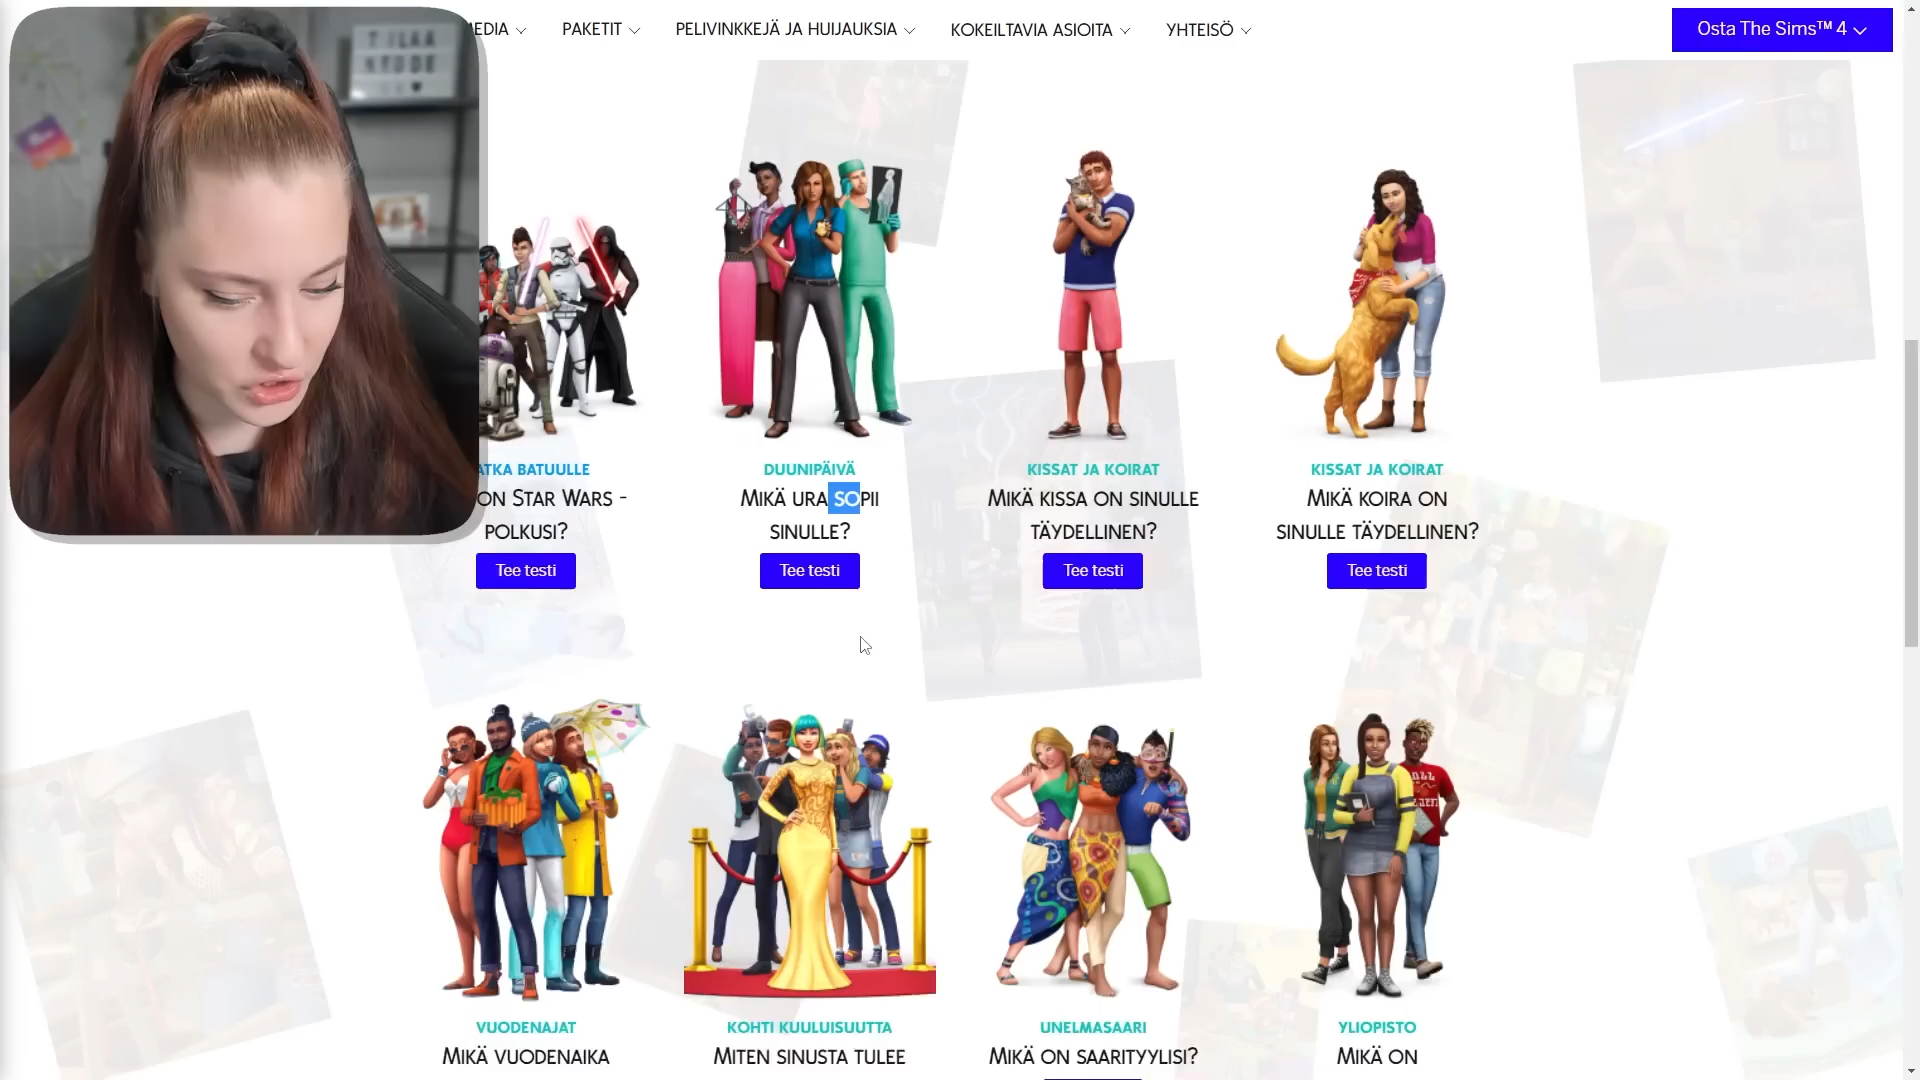 EDIA
PAKETIT
PELIVINKKEJÄ JA HUIJAUKSIA
KOKEILTAVIA ASIOITA
YHTEISÖ
Osta The Sims™ 4
ATKA BATUULLE
ON STAR WARS -
POLKUSI?
Tee testi
DUUNIPÄIVÄ
MIKÄ URA SOPII
SINULLE?
Tee testi
KISSAT JA KOIRAT
MIKÄ KISSA ON SINULLE
TÄYDELLINEN?
Tee testi
KISSAT JA KOIRAT
MIKÄ KOIRA ON
SINULLE TÄYDELLINEN?
Tee testi
VUODENAJAT
MIKÄ VUODENAIKA
KOHTI KUULUISUUTTA
MITEN SINUSTA TULEE
UNELMASAARI
MIKÄ ON SAARITYYLISI?
YLIOPISTO
MIKÄ ON